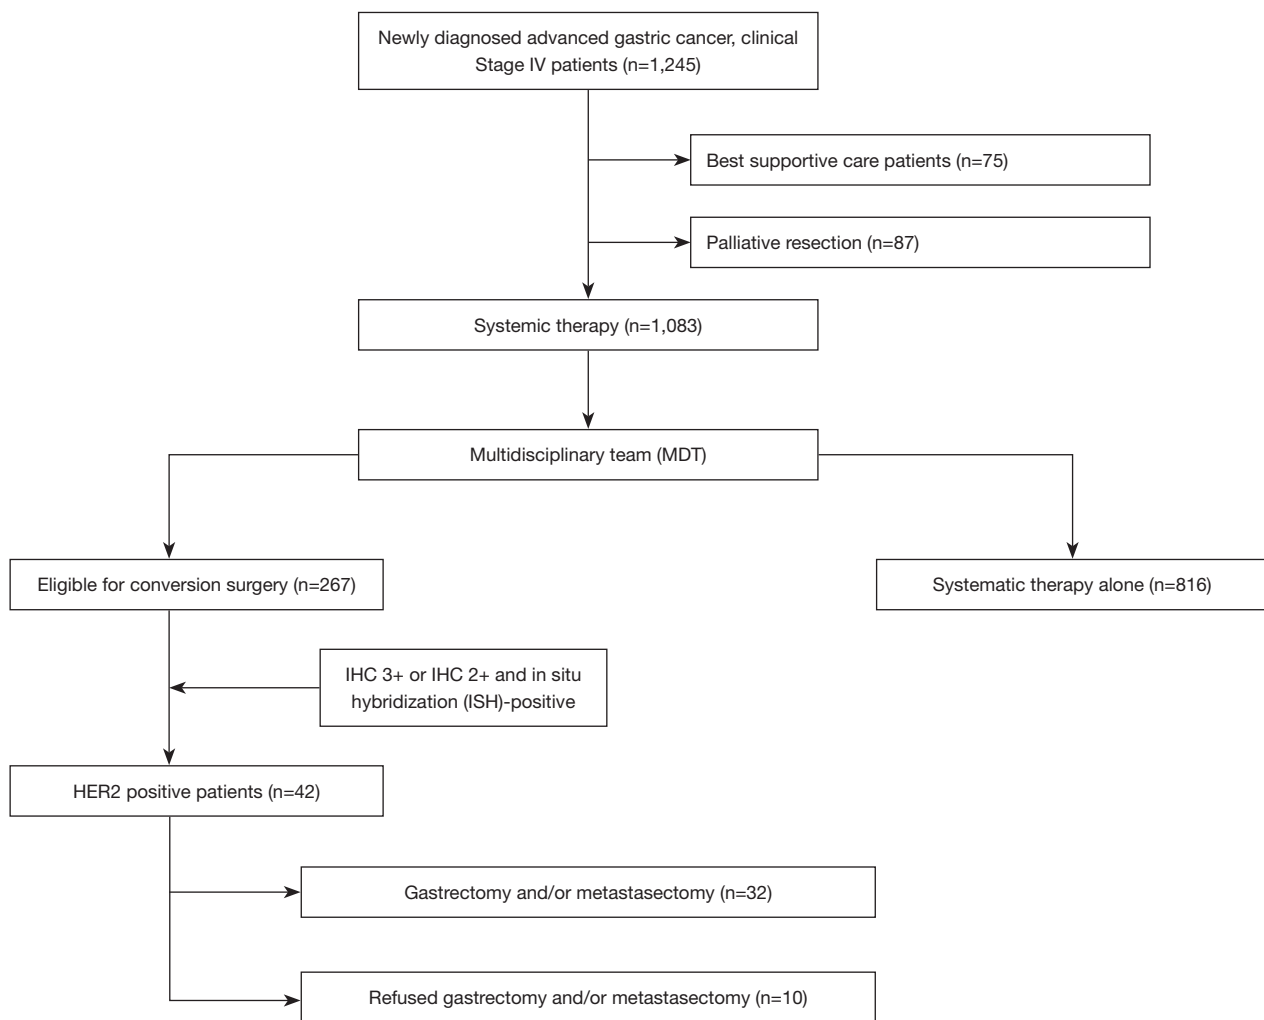 Newly diagnosed advanced gastric cancer, clinical
Stage IV patients (n=1,245)
Best supportive care patients (n=75)
Palliative resection (n=87)
Systemic therapy (n=1,083)
Multidisciplinary team (MDT)
Eligible for conversion surgery (n=267)
Systematic therapy alone (n=816)
IHC 3+ or IHC 2+ and in situ
hybridization (ISH)-positive
HER2 positive patients (n=42)
Gastrectomy and/or metastasectomy (n=32)
Refused gastrectomy and/or metastasectomy (n=10)